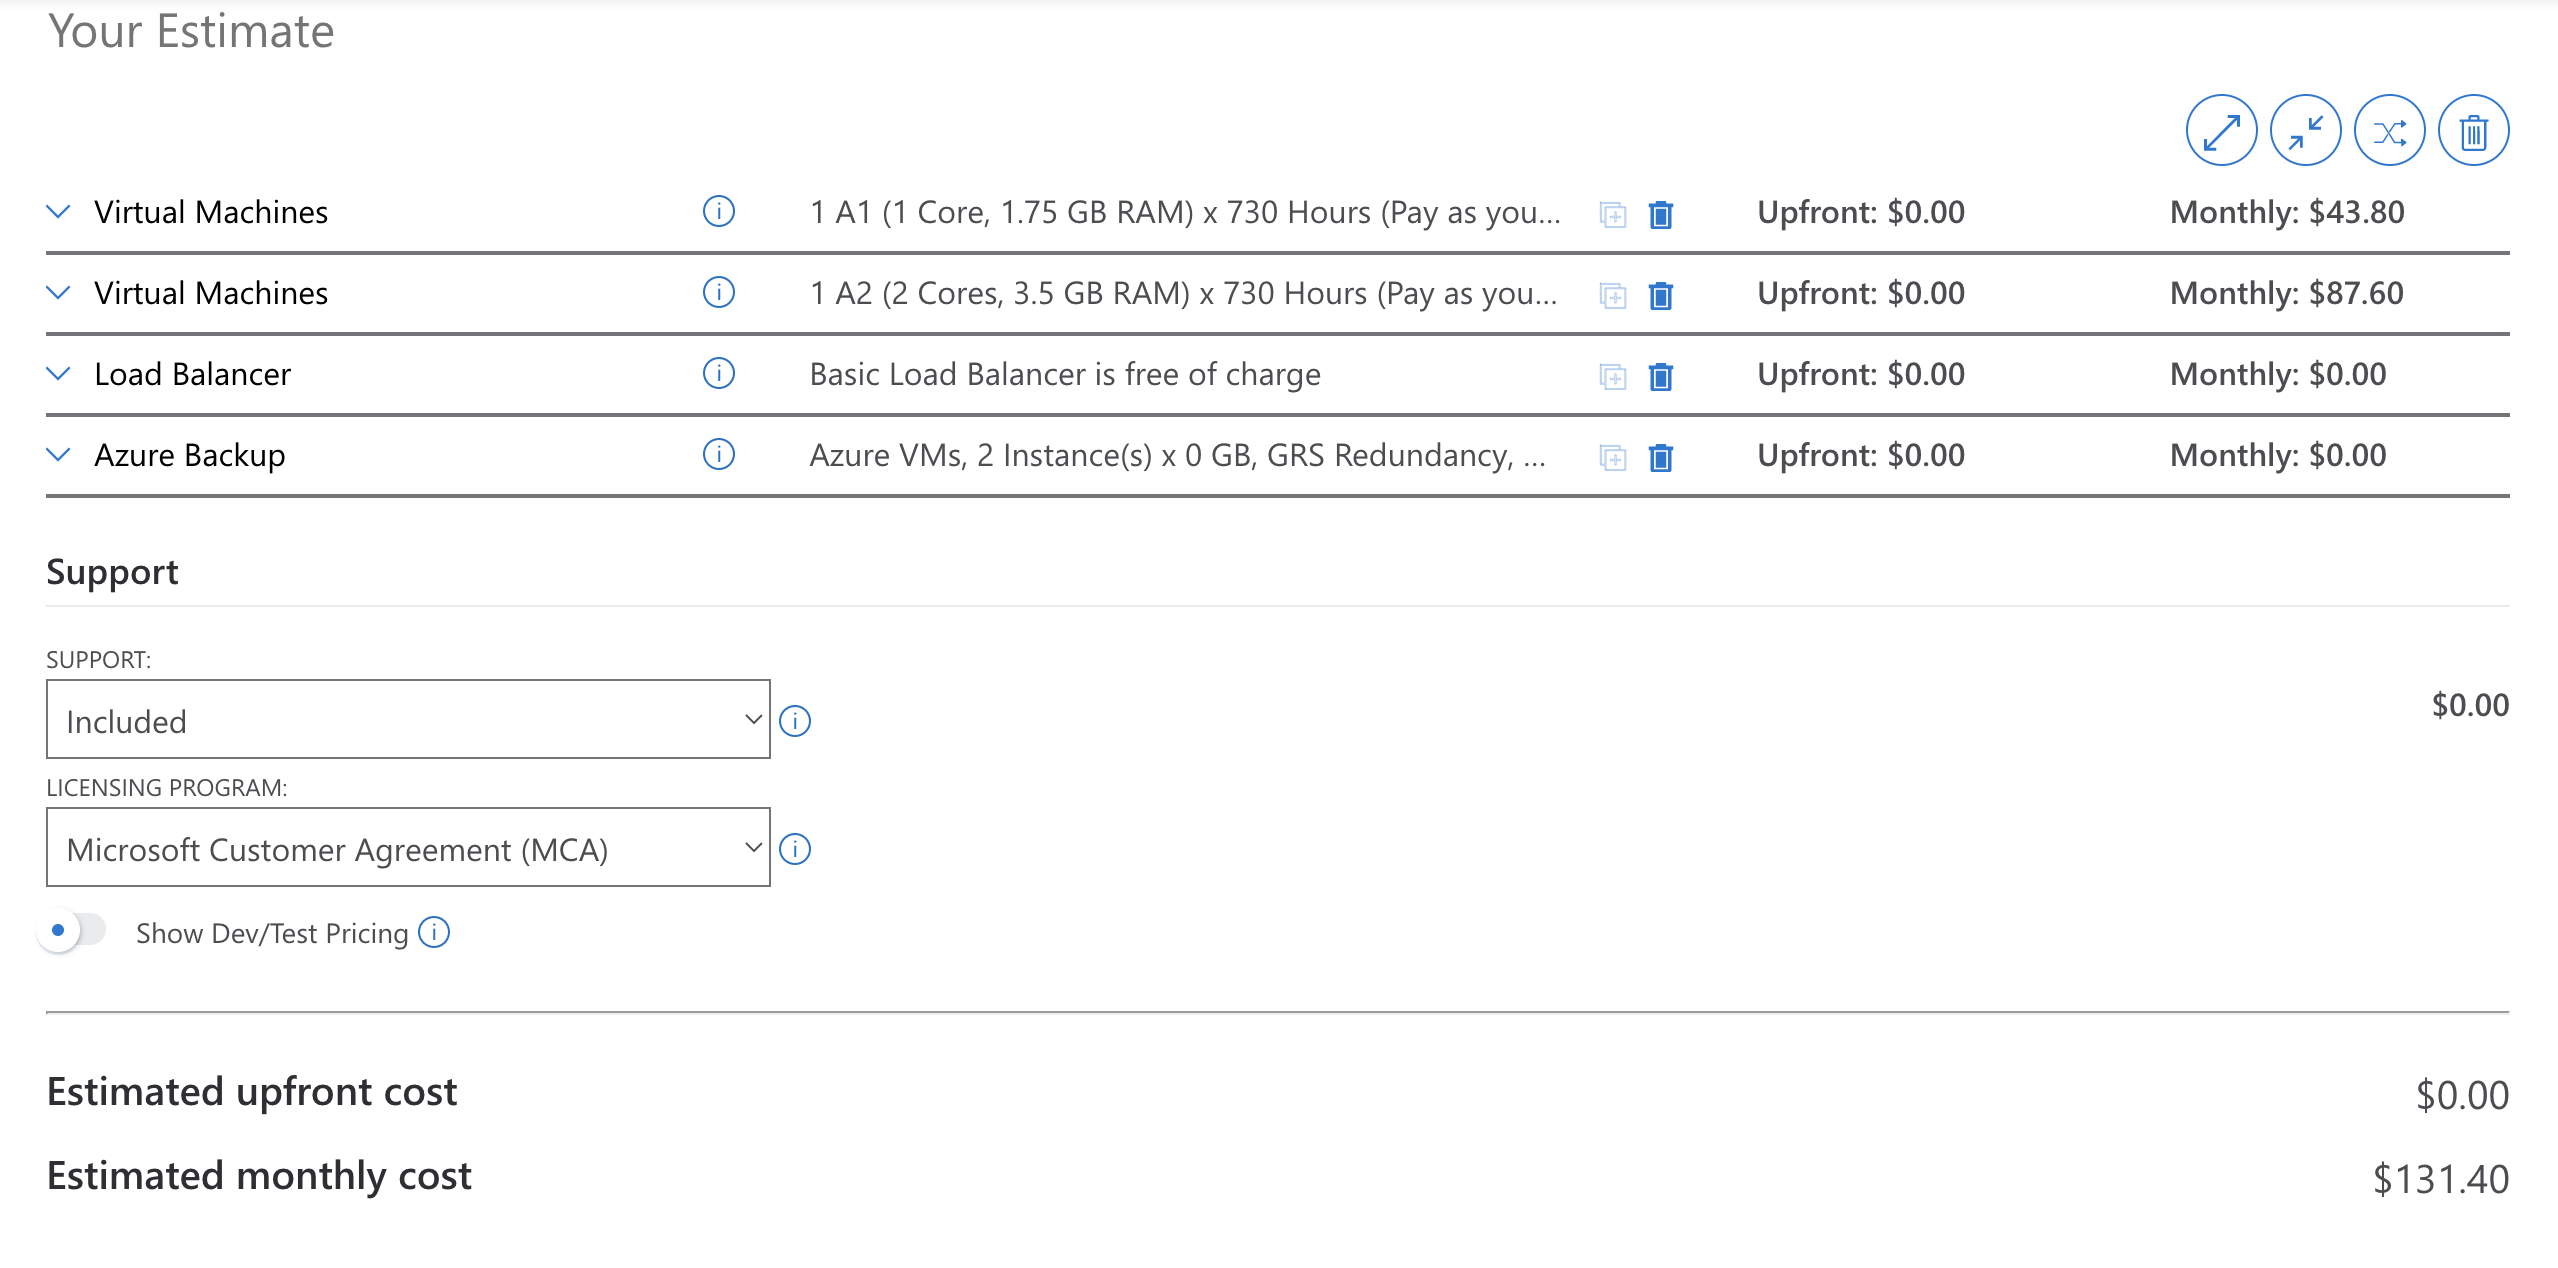 Your Estimate
Virtual Machines 1 A1 (1 Core, 1.75 GB RAM) x 730 Hours (Pay as you... Upfront: $0.00 Monthly: $43.80
Virtual Machines 1 A2 (2 Cores, 3.5 GB RAM) x 730 Hours (Pay as you... Upfront: $0.00 Monthly: $87.60
Load Balancer Basic Load Balancer is free of charge Upfront: $0.00 Monthly: $0.00
Azure Backup Azure VMs, 2 Instance(s) x 0 GB, GRS Redundancy, ... Upfront: $0.00 Monthly: $0.00
Support
SUPPORT:
Included $0.00
LICENSING PROGRAM:
Microsoft Customer Agreement (MCA)
Show Dev/Test Pricing
Estimated upfront cost $0.00
Estimated monthly cost $131.40